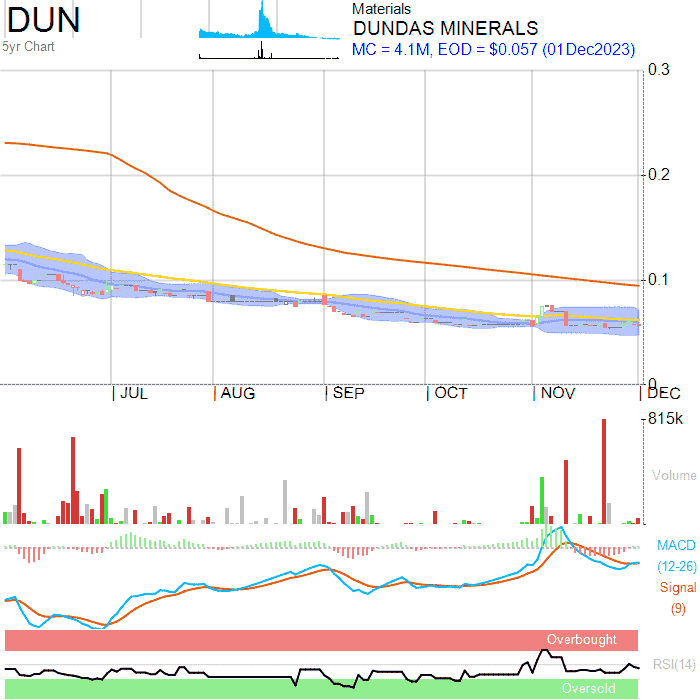 DUN
5yr Chart
Materials
DUNDAS MINERALS
MC = 4.1M, EOD = $0.057 (01Dec2023)
0.3
0.2
0.1
0
JUL
AUG
SEP
OCT
NOV
DEC
815k
Volume
MACD
(12-26)
Signal
(9)
Overbought
RSI(14)
Oversold